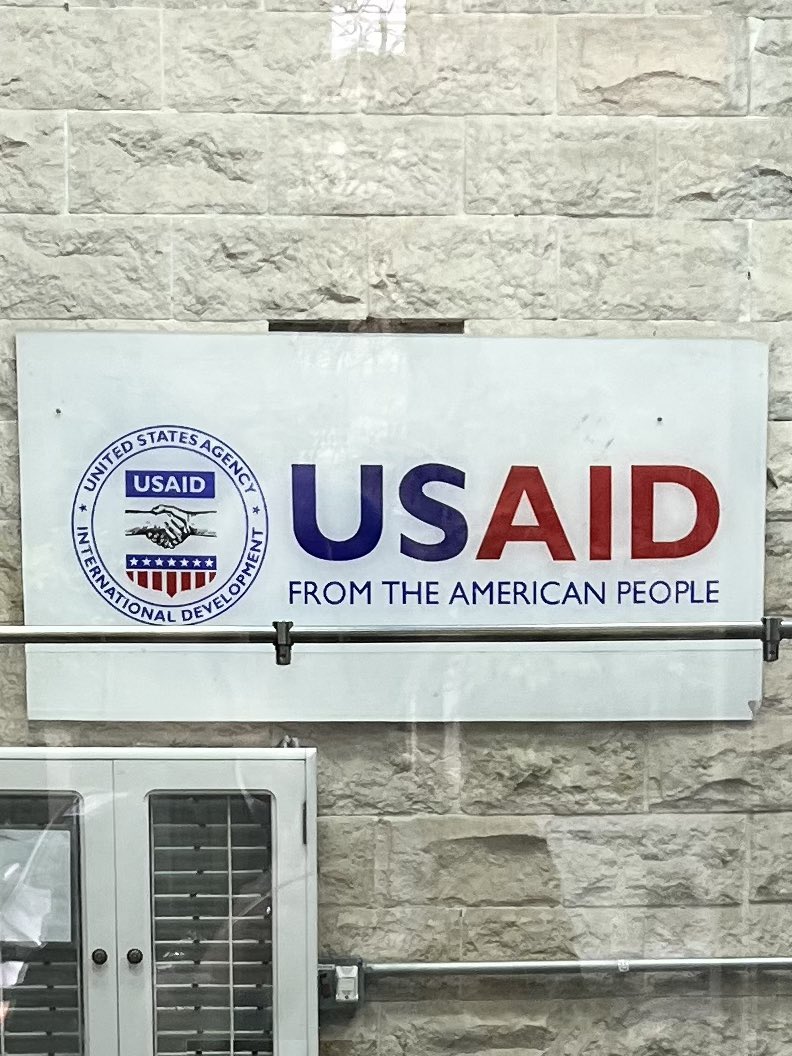 UNITED STATES AGENCY
USAID
INTERNATIONAL DEVELOPMENT
USAID
FROM THE AMERICAN PEOPLE